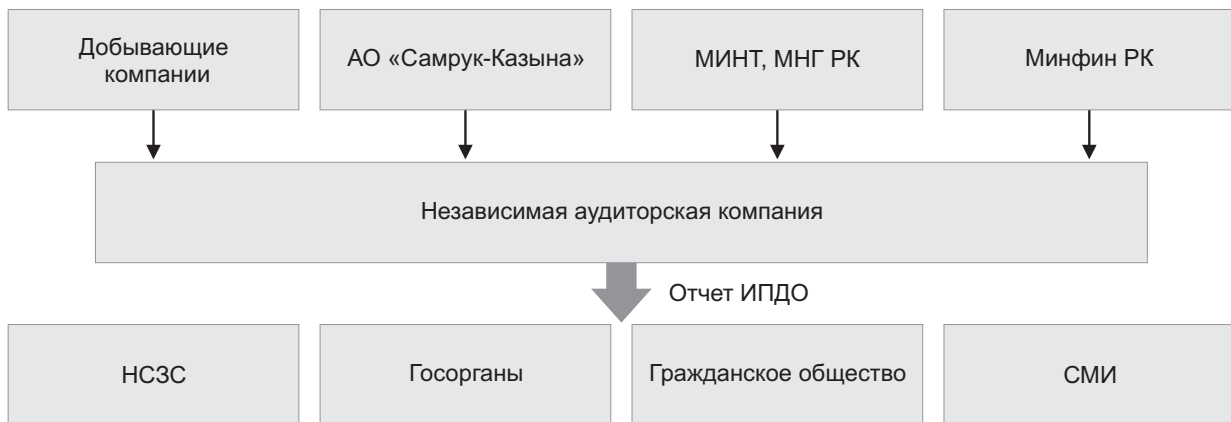 Добывающие
компании
АО «Самрук-Казына»
МИНТ, МНГ РК
Минфин РК
Независимая аудиторская компания
Отчет ИПДО
НСЗС
Госорганы
Гражданское общество
СМИ